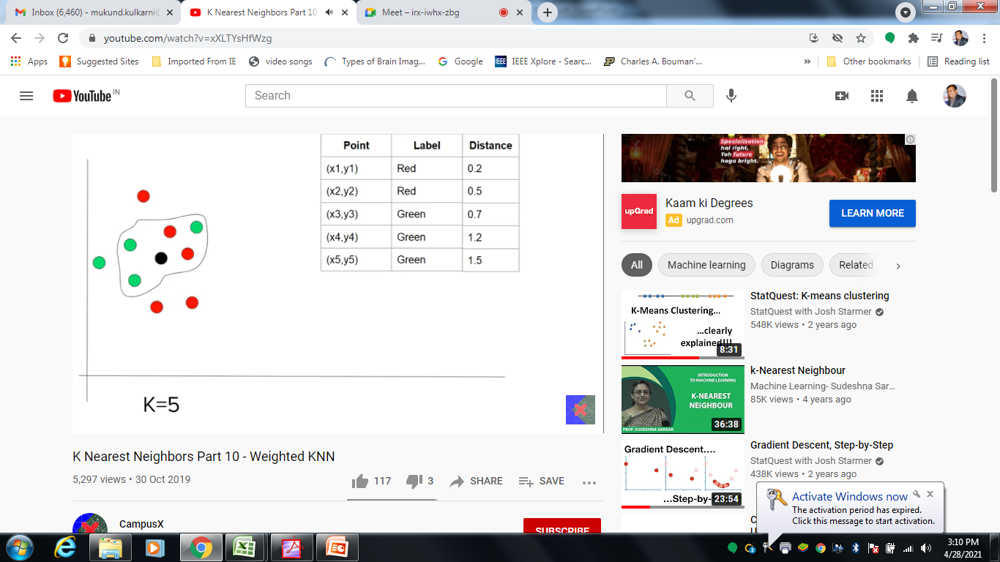 Inbox (6,460) - mukund.kulkarni@
K Nearest Neighbors Part 10
Meet – irx-iwhx-zbg
youtube.com/watch?v=xXLTYsHfWzg
Apps
Suggested Sites
Imported From IE
video songs
Types of Brain Imag...
Google
IEEE
IEEE Xplore - Searc...
Charles A. Bouman'...
»
Other bookmarks
Reading list
YouTube IN
Search
Point Label Distance
(x1,y1) Red 0.2
(x2,y2) Red 0.5
(x3,y3) Green 0.7
(x4,y4) Green 1.2
(x5,y5) Green 1.5
K=5
K Nearest Neighbors Part 10 - Weighted KNN
5,297 views • 30 Oct 2019
117
3
SHARE
SAVE
CampusX
SUBSCRIBE
Specialisation
hai right,
Toh future
hoga bright.
upGrad
Kaam ki Degrees
Ad upgrad.com
LEARN MORE
All
Machine learning
Diagrams
Related
K-Means Clustering...
...clearly
explained!!!
8:31
StatQuest: K-means clustering
StatQuest with Josh Starmer
548K views • 2 years ago
INTRODUCTION
TO MACHINE LEARNING
K-NEAREST
NEIGHBOUR
PROF. SUDESHNA SARKAR
36:38
k-Nearest Neighbour
Machine Learning- Sudeshna Sar...
85K views • 4 years ago
Gradient Descent....
...Step-by-
23:54
Gradient Descent, Step-by-Step
StatQuest with Josh Starmer
438K views • 2 years ago
Activate Windows now
The activation period has expired.
Click this message to start activation.
3:10 PM
4/28/2021